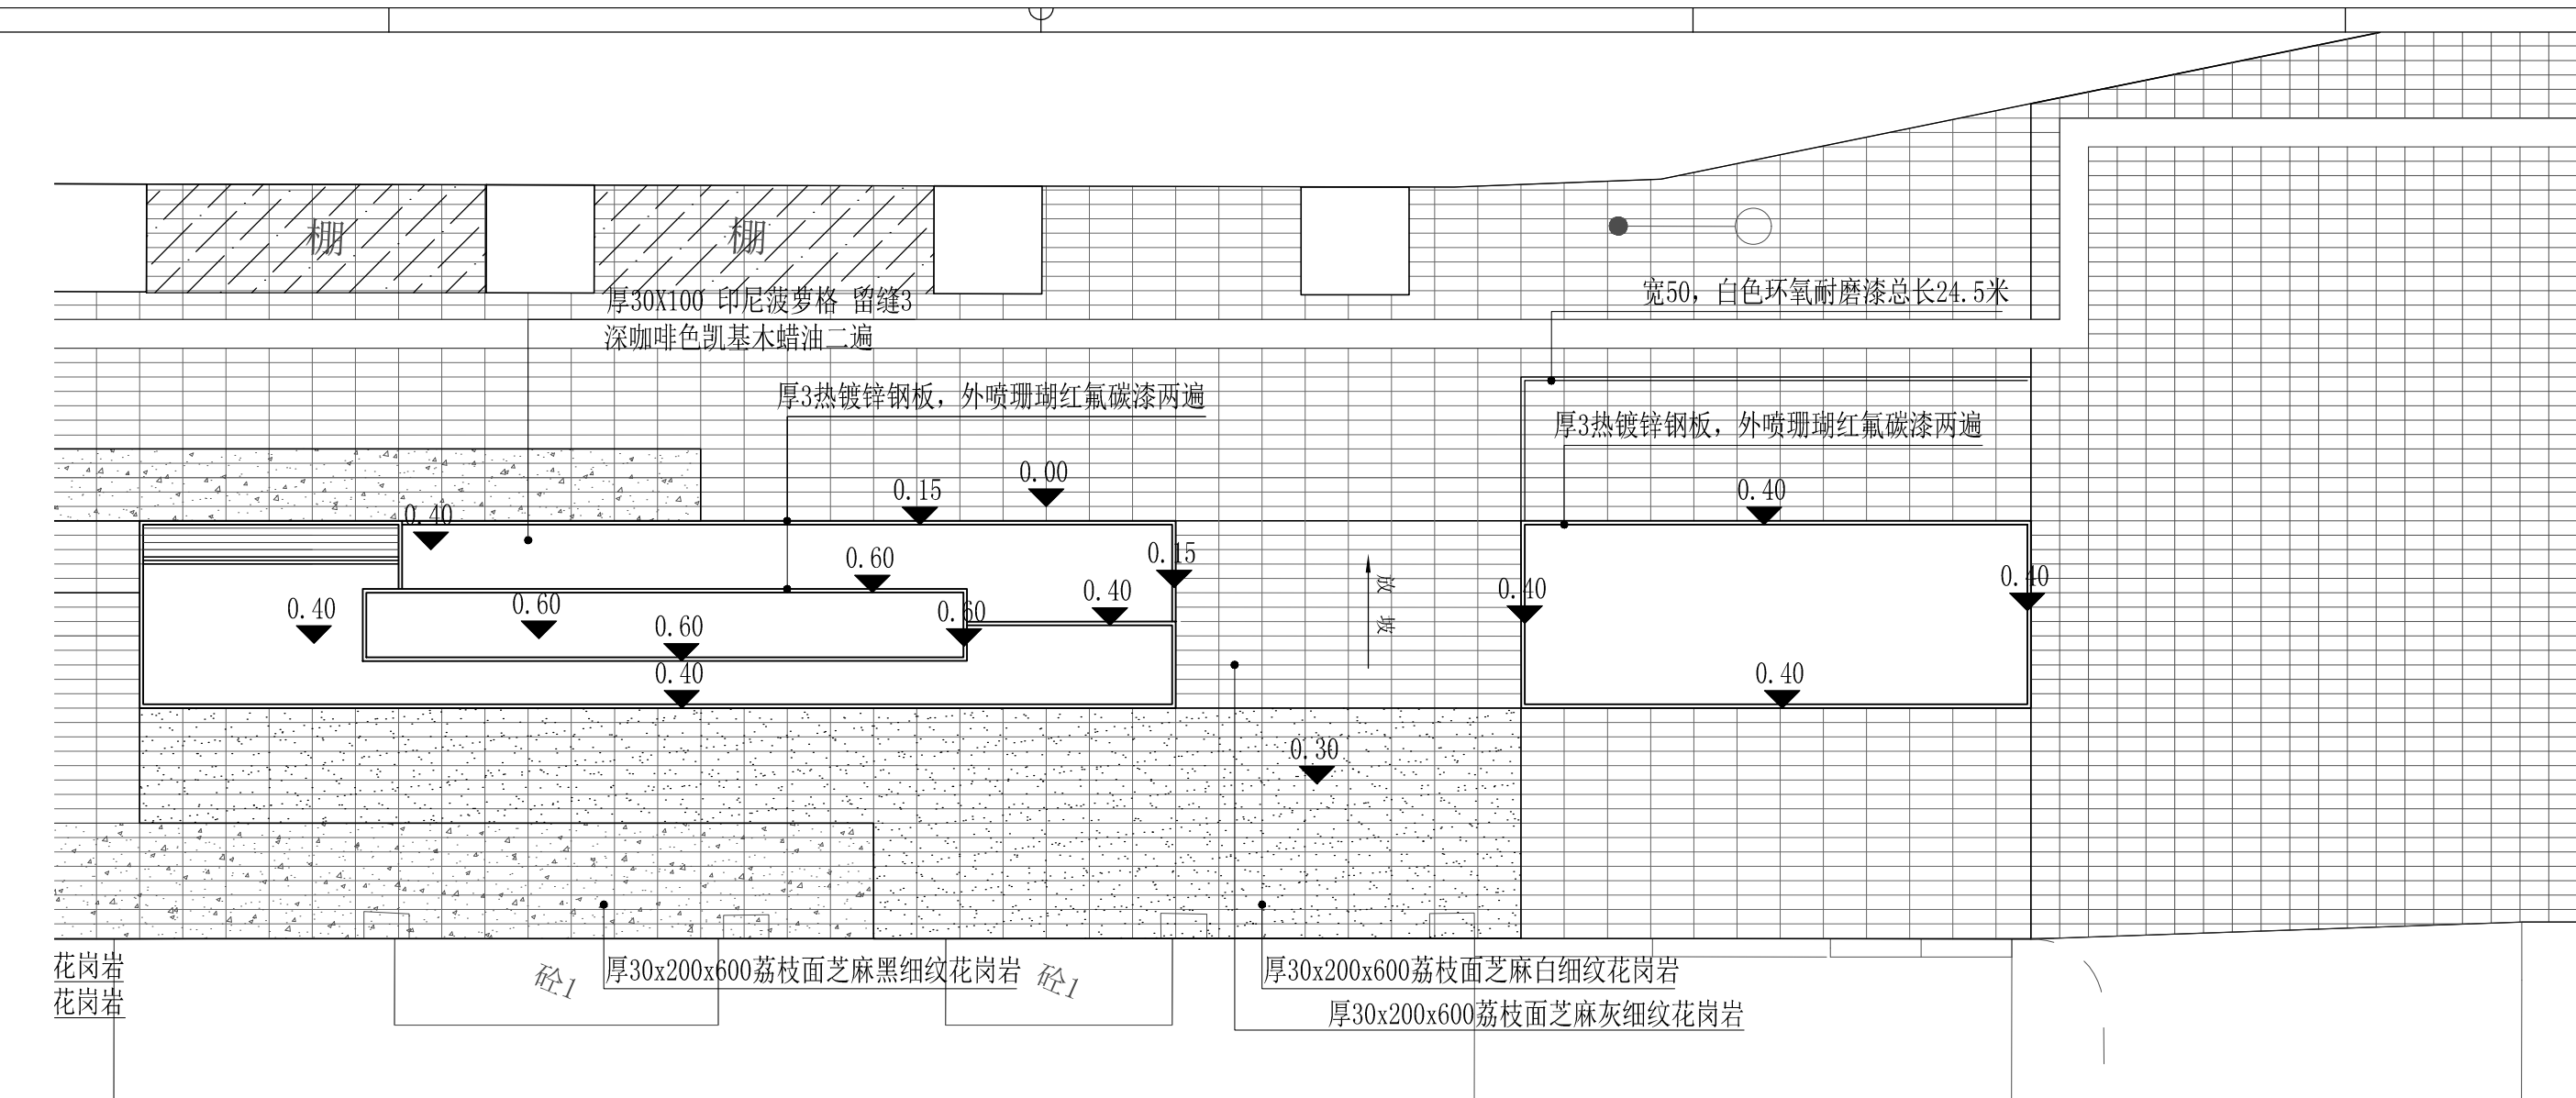 棚
棚
厚30X100 印尼菠萝格 留缝3
深咖啡色凯基木蜡油二遍
宽50，白色环氧耐磨漆总长24.5米
厚3热镀锌钢板，外喷珊瑚红氟碳漆两遍
厚3热镀锌钢板，外喷珊瑚红氟碳漆两遍
0.00
0.15
0.40
0.40
0.60
0.15
0.40
0.60
0.40
0.60
0.60
0.40
0.40
0.40
放坡
0.40
0.40
0.30
花岗岩
花岗岩
砼1
厚30x200x600荔枝面芝麻黑细纹花岗岩
砼1
厚30x200x600荔枝面芝麻白细纹花岗岩
厚30x200x600荔枝面芝麻灰细纹花岗岩